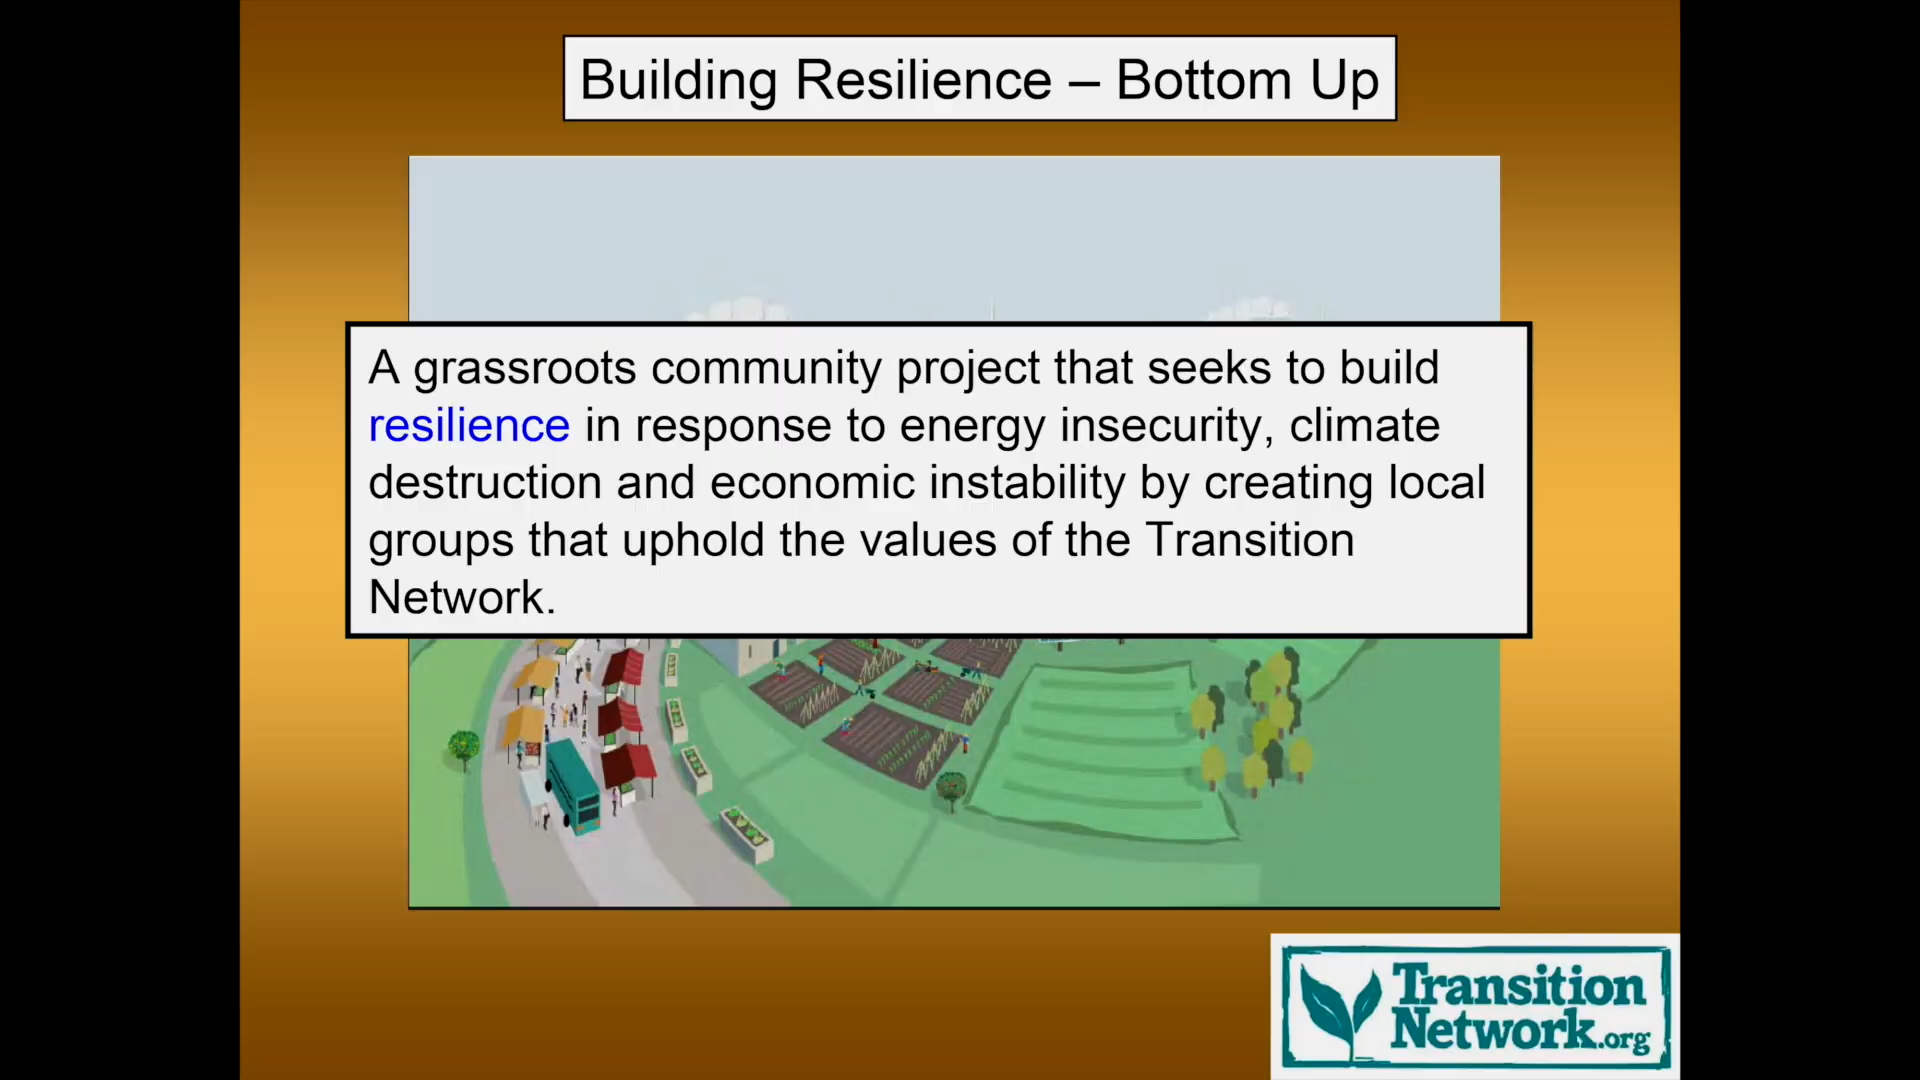 Building Resilience – Bottom Up
A grassroots community project that seeks to build
resilience in response to energy insecurity, climate
destruction and economic instability by creating local
groups that uphold the values of the Transition
Network.
Transition
Network.org